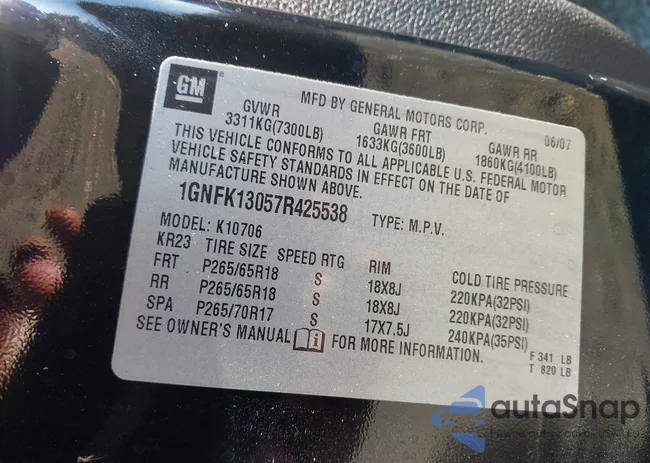 GM
MFD BY GENERAL MOTORS CORP.
06/07
GVWR GAWR FRT GAWR RR
3311KG(7300LB) 1633KG(3600LB) 1860KG(4100LB)
THIS VEHICLE CONFORMS TO ALL APPLICABLE U.S. FEDERAL MOTOR
VEHICLE SAFETY STANDARDS IN EFFECT ON THE DATE OF
MANUFACTURE SHOWN ABOVE.
1GNFK13057R425538 TYPE: M.P.V.
MODEL: K10706
KR23 TIRE SIZE SPEED RTG RIM COLD TIRE PRESSURE
FRT P265/65R18 S 18X8J 220KPA(32PSI)
RR P265/65R18 S 18X8J 220KPA(32PSI)
SPA P265/70R17 S 17X7.5J 240KPA(35PSI)
SEE OWNER'S MANUAL FOR MORE INFORMATION.
F 341 LB
T 820 LB
autoSnap